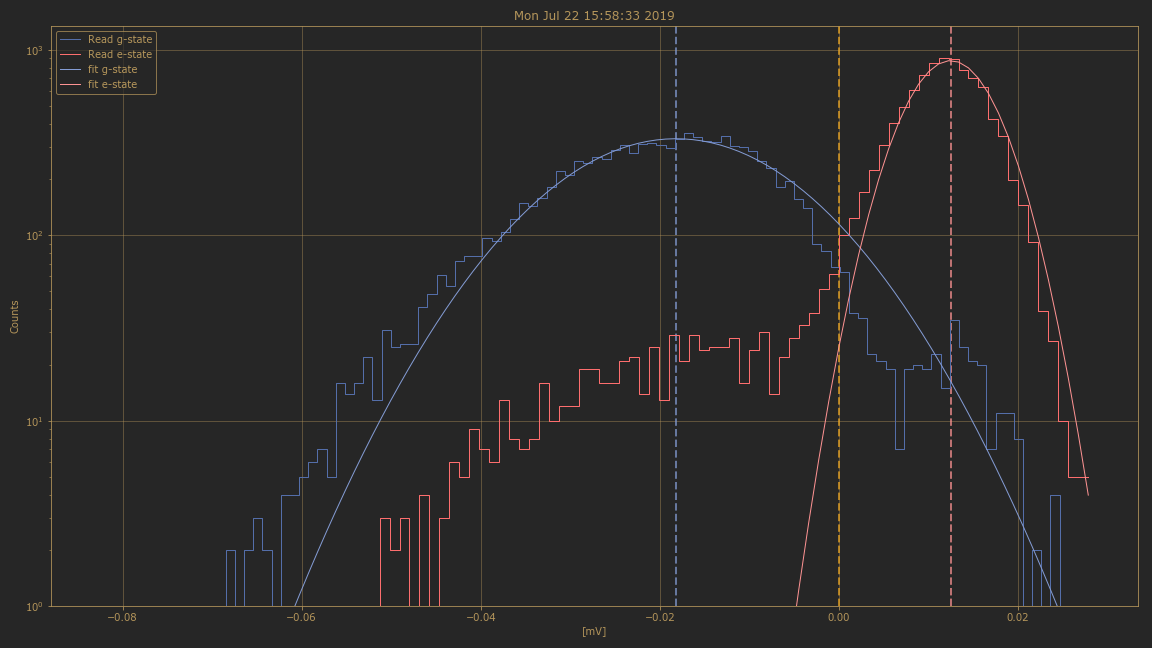 Mon Jul 22 15:58:33 2019
Read g-state
Read e-state
fit g-state
fit e-state
10³
10²
10¹
10⁰
Counts
−0.08 −0.06 −0.04 −0.02 0.00 0.02
[mV]